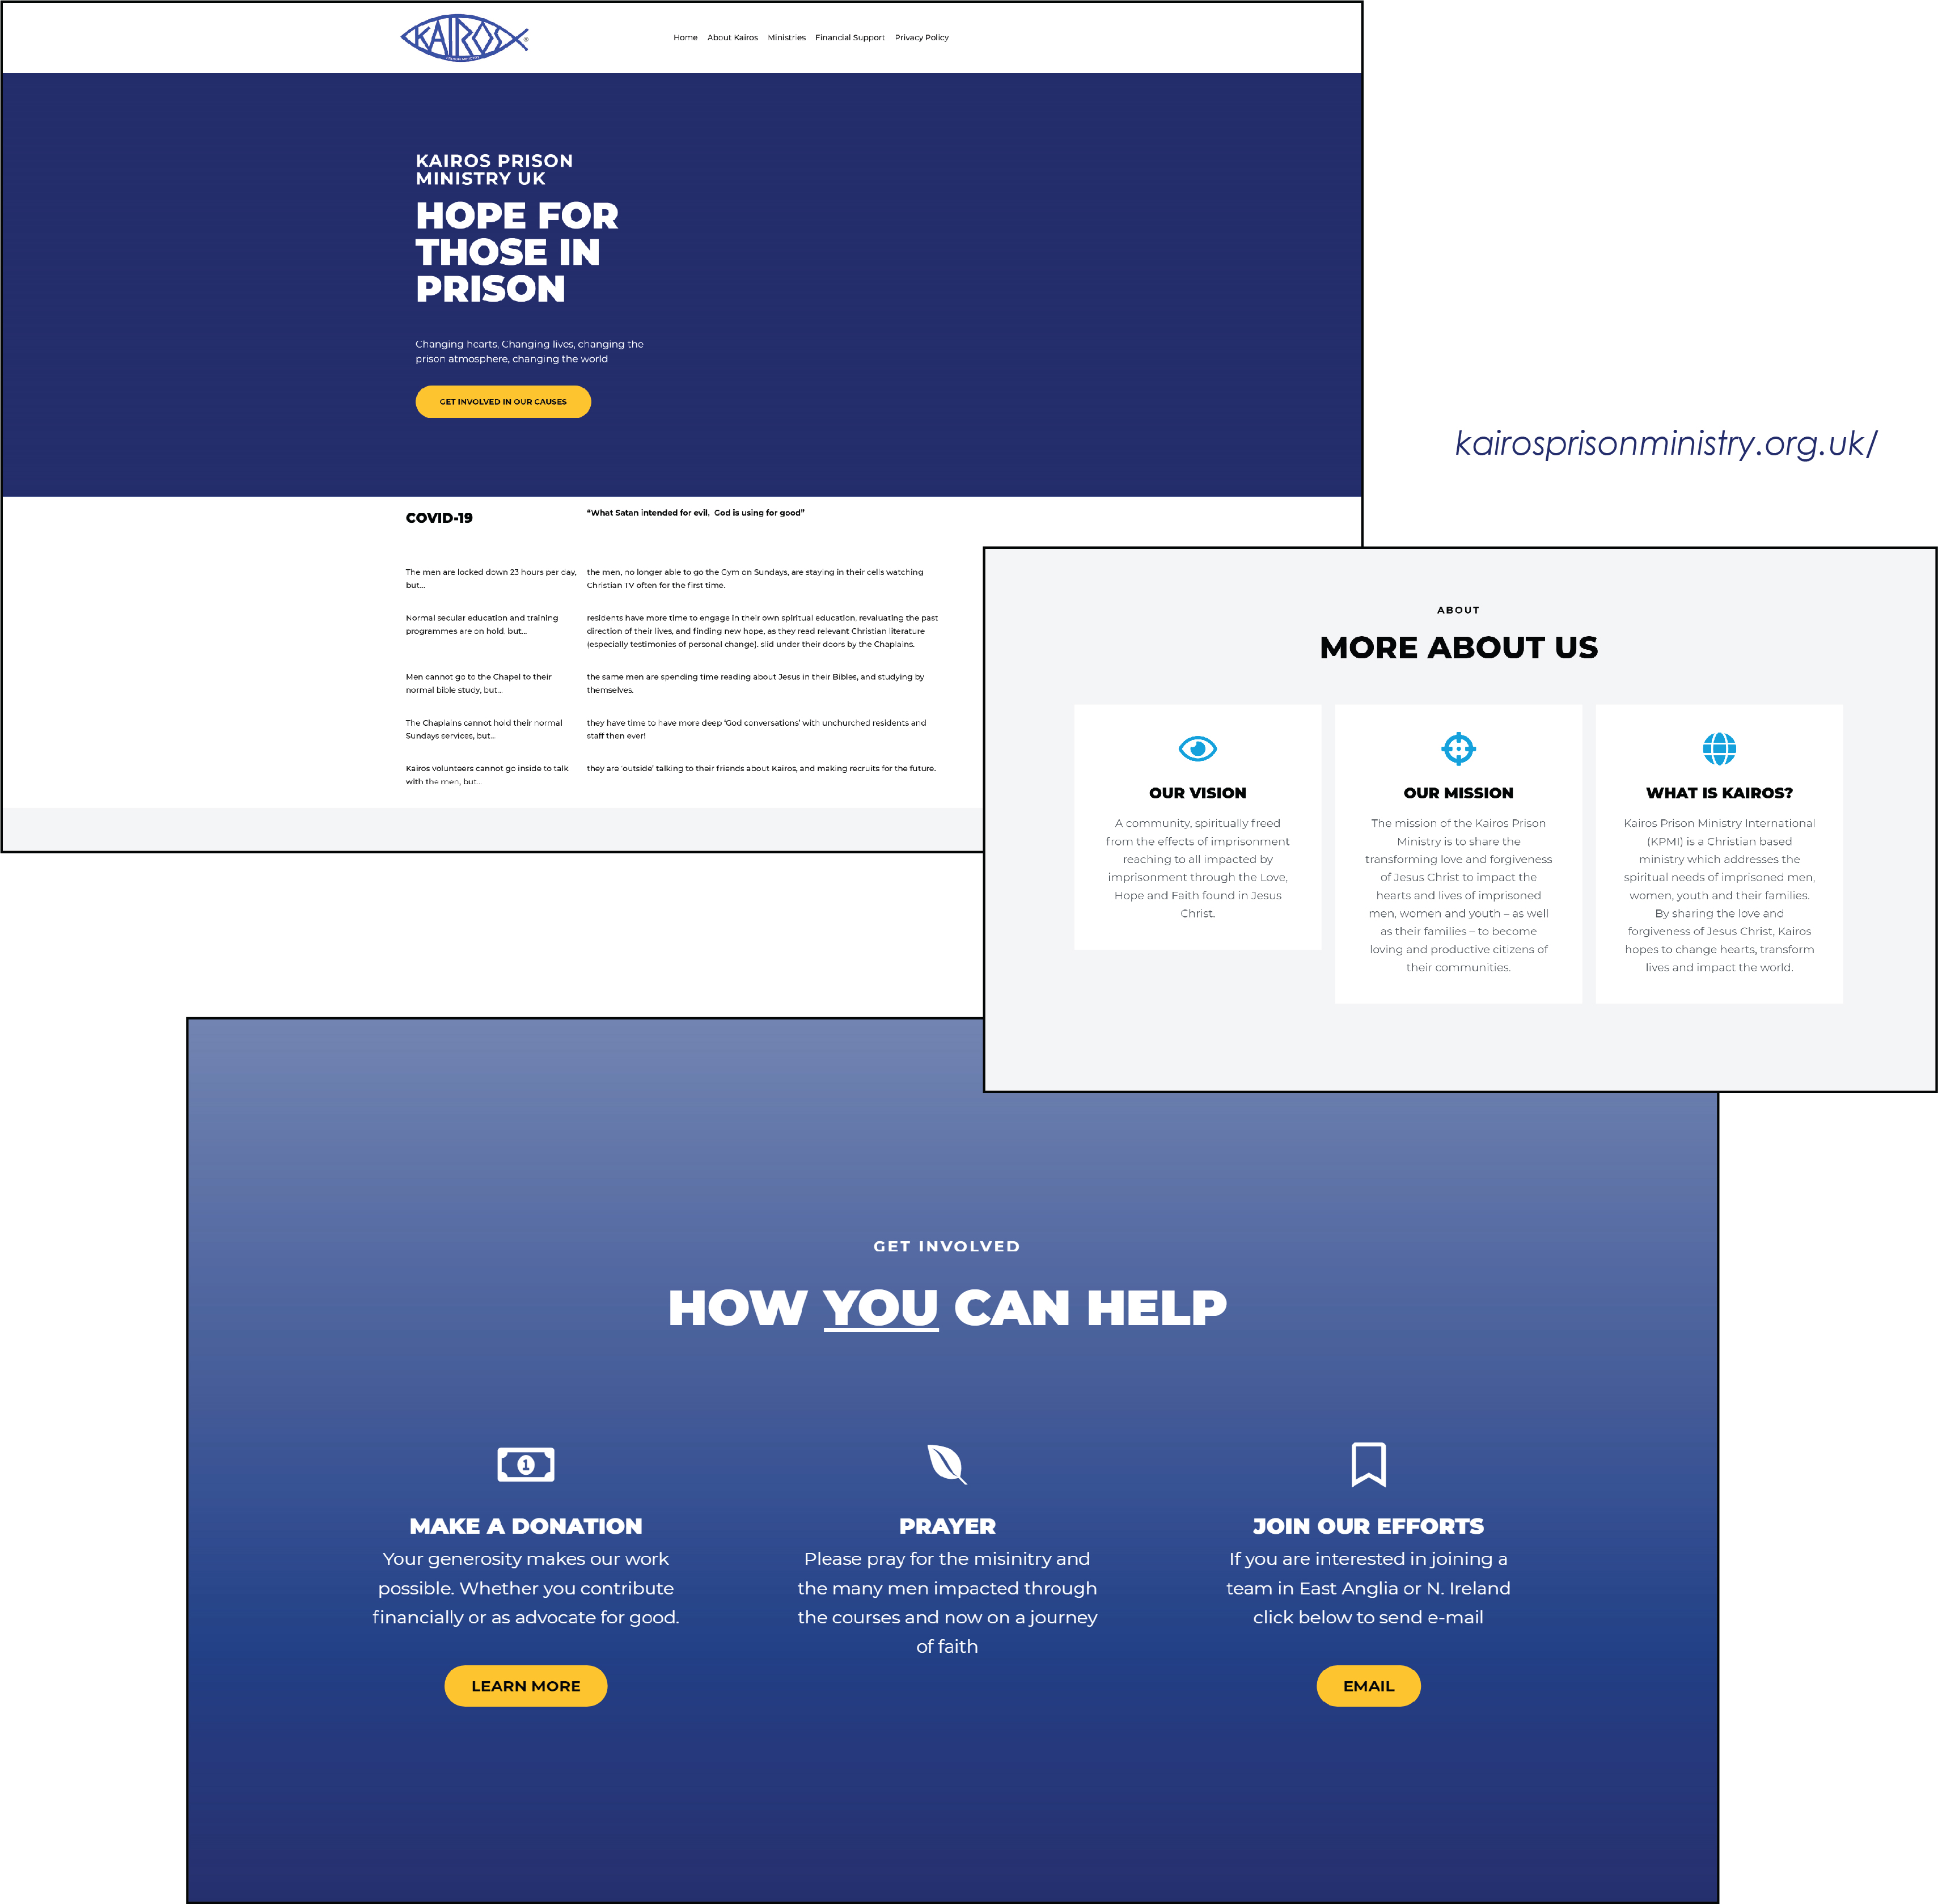 KAIROS
®
Home About Kairos Ministries Financial Support Privacy Policy
KAIROS PRISON
MINISTRY UK
HOPE FOR
THOSE IN
PRISON
Changing hearts, Changing lives, changing the
prison atmosphere, changing the world
GET INVOLVED IN OUR CAUSES
kairosprisonministry.org.uk/
COVID-19
“What Satan intended for evil. God is using for good”
The men are locked down 23 hours per day,
but...
the men, no longer able to go the Gym on Sundays, are staying in their cells watching
Christian TV often for the first time.
Normal secular education and training
programmes are on hold. but...
residents have more time to engage in their own spiritual education, revaluating the past
direction of their lives, and finding new hope, as they read relevant Christian literature
(especially testimonies of personal change). slid under their doors by the Chaplains.
Men cannot go to the Chapel to their
normal bible study, but...
the same men are spending time reading about Jesus in their Bibles, and studying by
themselves.
The Chaplains cannot hold their normal
Sundays services, but...
they have time to have more deep ‘God conversations’ with unchurched residents and
staff then ever!
Kairos volunteers cannot go inside to talk
with the men, but...
they are ‘outside’ talking to their friends about Kairos, and making recruits for the future.
ABOUT
MORE ABOUT US
OUR VISION
A community, spiritually freed
from the effects of imprisonment
reaching to all impacted by
imprisonment through the Love,
Hope and Faith found in Jesus
Christ.
OUR MISSION
The mission of the Kairos Prison
Ministry is to share the
transforming love and forgiveness
of Jesus Christ to impact the
hearts and lives of imprisoned
men, women and youth – as well
as their families – to become
loving and productive citizens of
their communities.
WHAT IS KAIROS?
Kairos Prison Ministry International
(KPMI) is a Christian based
ministry which addresses the
spiritual needs of imprisoned men,
women, youth and their families.
By sharing the love and
forgiveness of Jesus Christ, Kairos
hopes to change hearts, transform
lives and impact the world.
GET INVOLVED
HOW YOU CAN HELP
1
MAKE A DONATION
Your generosity makes our work
possible. Whether you contribute
financially or as advocate for good.
LEARN MORE
PRAYER
Please pray for the misinitry and
the many men impacted through
the courses and now on a journey
of faith
JOIN OUR EFFORTS
If you are interested in joining a
team in East Anglia or N. Ireland
click below to send e-mail
EMAIL